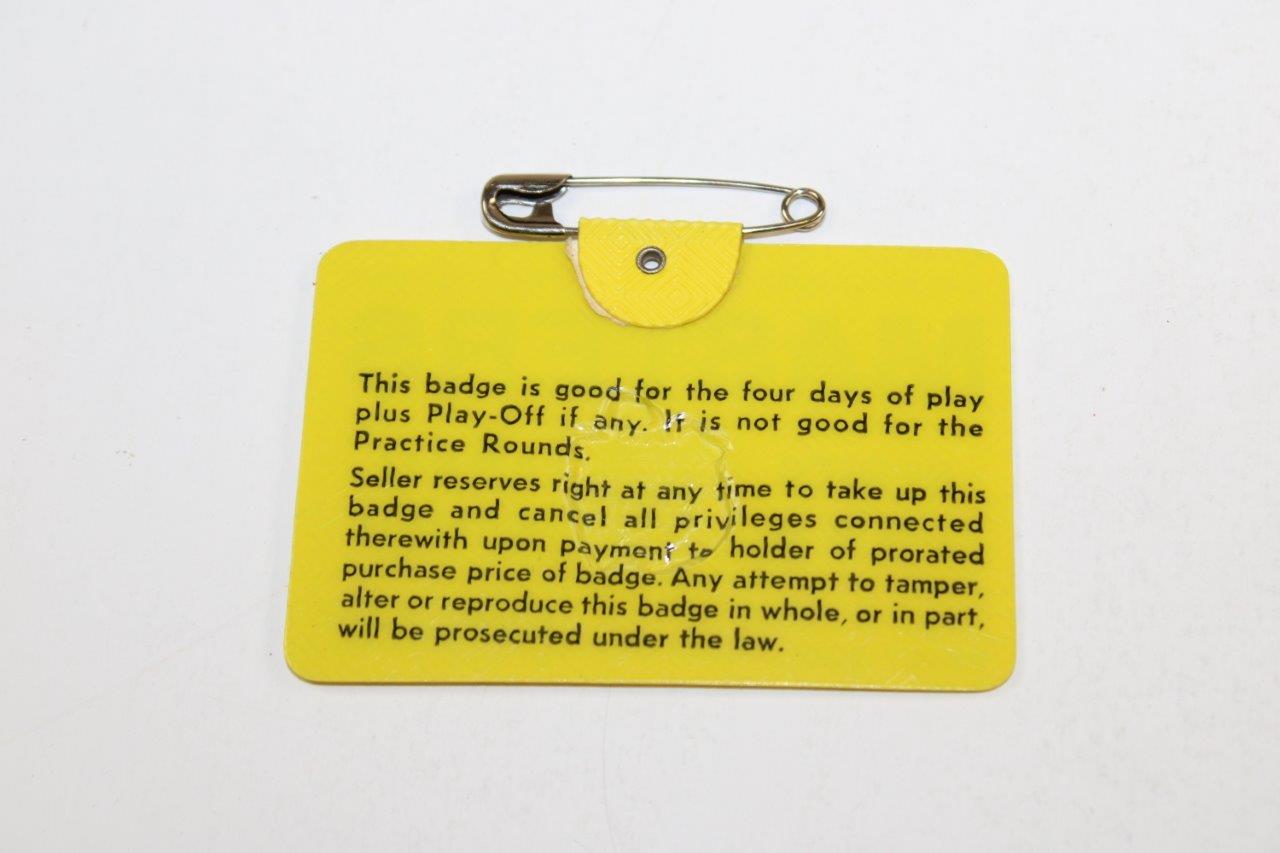 This badge is good for the four days of play
plus Play-Off if any. It is not good for the
Practice Rounds.
Seller reserves right at any time to take up this
badge and cancel all privileges connected
therewith upon payment to holder of prorated
purchase price of badge. Any attempt to tamper,
alter or reproduce this badge in whole, or in part,
will be prosecuted under the law.